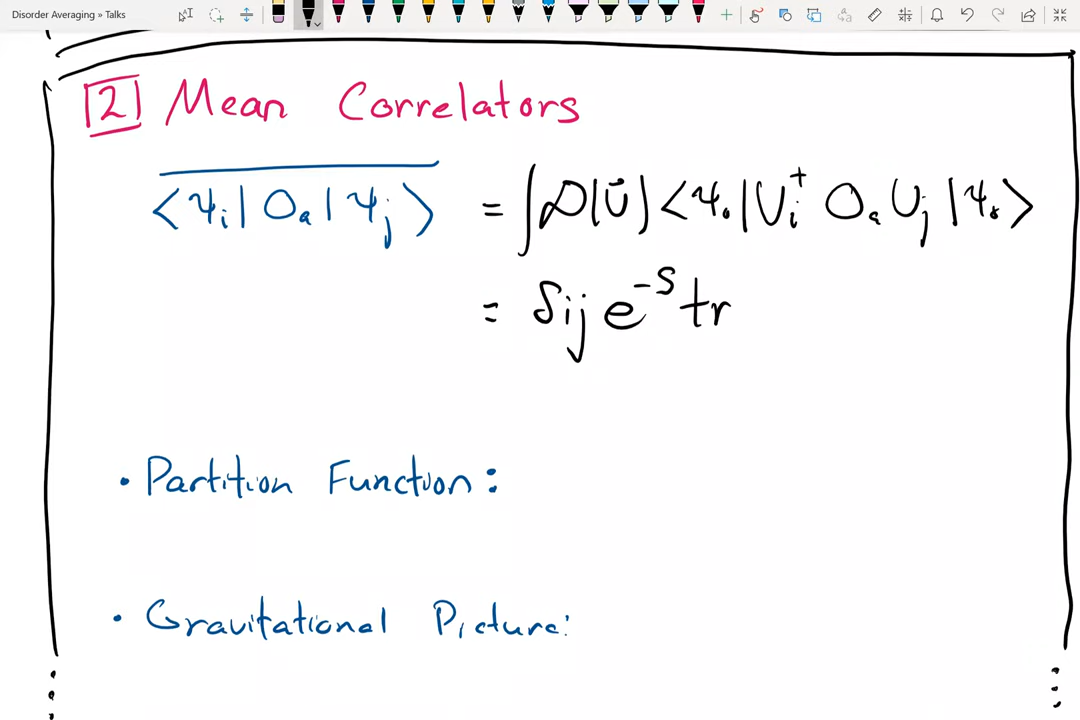 Disorder Averaging » Talks
[2] Mean Correlators
\overline{⟨Ψᵢ| Oₐ |Ψⱼ⟩} = ∫ D[U] ⟨Ψ₀| Uᵢ† Oₐ Uⱼ |Ψ₀⟩
= δij e^{-S} tr
• Partition Function:
• Gravitational Picture: